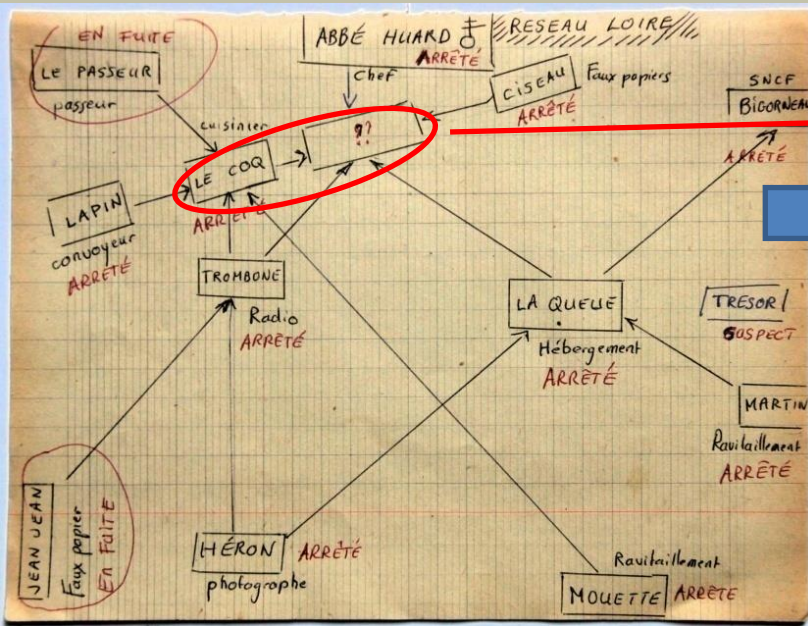 EN FUITE
LE PASSEUR
passeur
ABBÉ HUARD
ARRÊTÉ
chef
RESEAU LOIRE
CISEAU
Faux papiers
ARRÊTÉ
SNCF
BIGORNEAU
ARRÊTÉ
cuisinier
LE COQ
ARRÊTÉ
??
LAPIN
convoyeur
ARRÊTÉ
TROMBONE
Radio
ARRÊTÉ
LA QUEUE
Hébergement
ARRÊTÉ
TRESOR
SUSPECT
MARTIN
Ravitaillement
ARRÊTÉ
JEAN JEAN
Faux papier
EN FUITE
HÉRON
ARRÊTÉ
photographe
Ravitaillement
MOUETTE
ARRÊTE